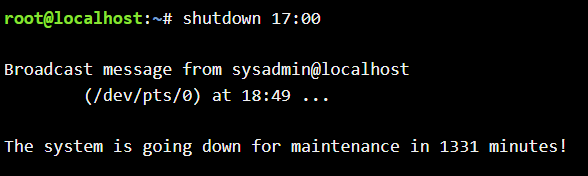 root@localhost:~# shutdown 17:00
Broadcast message from sysadmin@localhost
(/dev/pts/0) at 18:49 ...
The system is going down for maintenance in 1331 minutes!